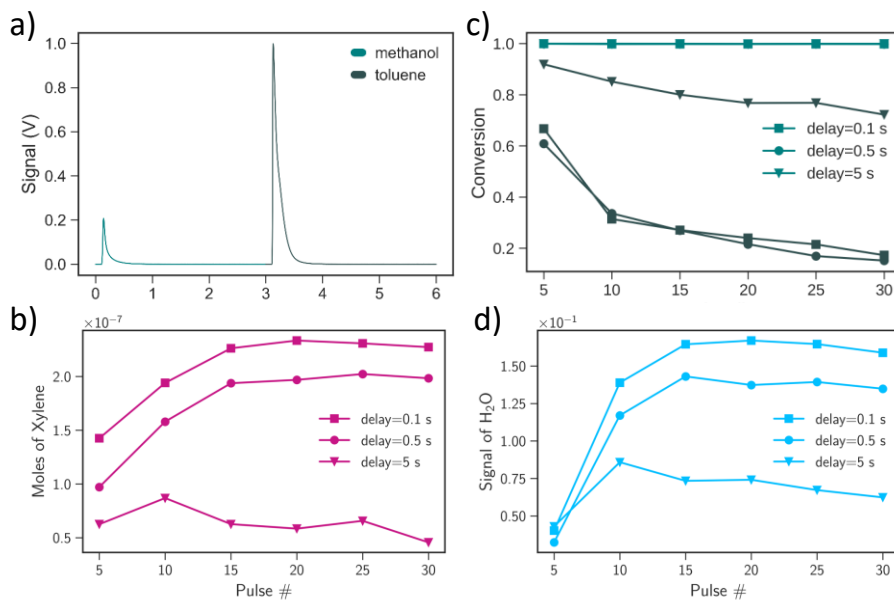 a)
1.0
0.8
0.6
0.4
0.2
0.0
Signal (V)
methanol
toluene
0 1 2 3 4 5 6
c)
1.0
0.8
0.6
0.4
0.2
Conversion
delay=0.1 s
delay=0.5 s
delay=5 s
5 10 15 20 25 30
b)
×10⁻⁷
2.0
1.5
1.0
0.5
Moles of Xylene
delay=0.1 s
delay=0.5 s
delay=5 s
5 10 15 20 25 30
Pulse #
d)
×10⁻¹
1.50
1.25
1.00
0.75
0.50
Signal of H₂O
delay=0.1 s
delay=0.5 s
delay=5 s
5 10 15 20 25 30
Pulse #